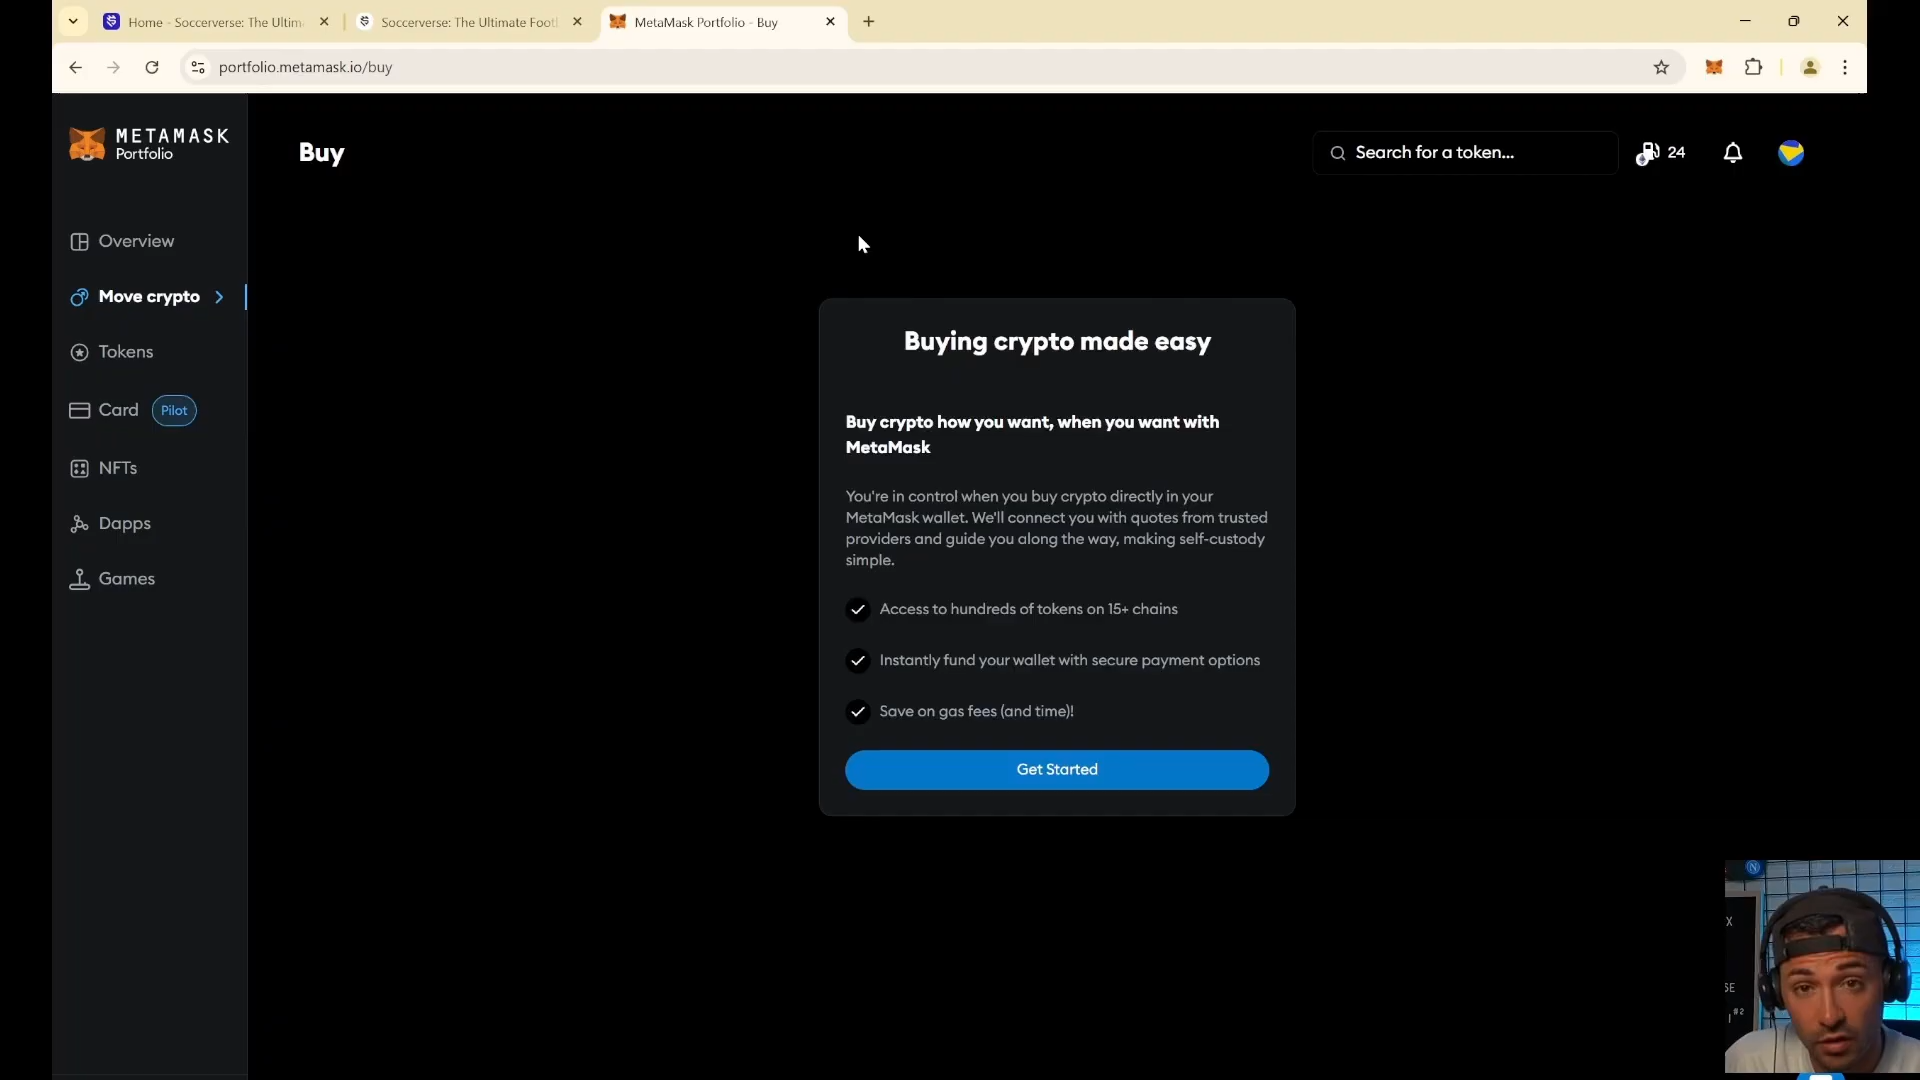 Home - Soccerverse: The Ultim
Soccerverse: The Ultimate Foot
MetaMask Portfolio - Buy
portfolio.metamask.io/buy
METAMASK
Portfolio
Buy
Search for a token...
24
Overview
Move crypto
Tokens
Card
Pilot
NFTs
Dapps
Games
Buying crypto made easy
Buy crypto how you want, when you want with
MetaMask
You're in control when you buy crypto directly in your
MetaMask wallet. We'll connect you with quotes from trusted
providers and guide you along the way, making self-custody
simple.
Access to hundreds of tokens on 15+ chains
Instantly fund your wallet with secure payment options
Save on gas fees (and time)!
Get Started
N
X
SE
#2